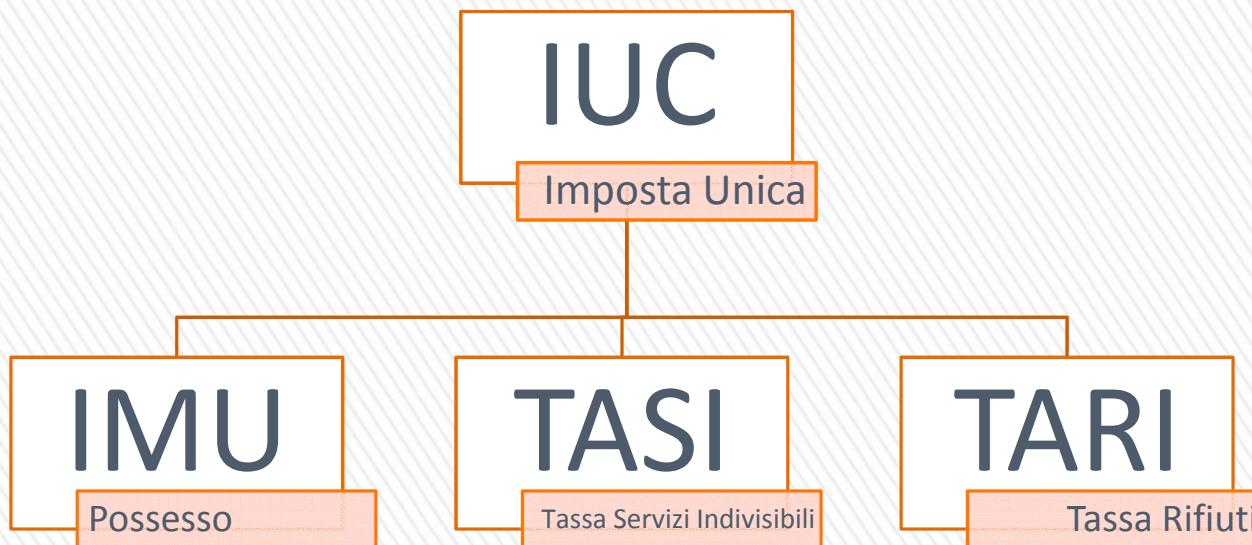 IUC
Imposta Unica
IMU
Possesso
TASI
Tassa Servizi Indivisibili
TARI
Tassa Rifiuti